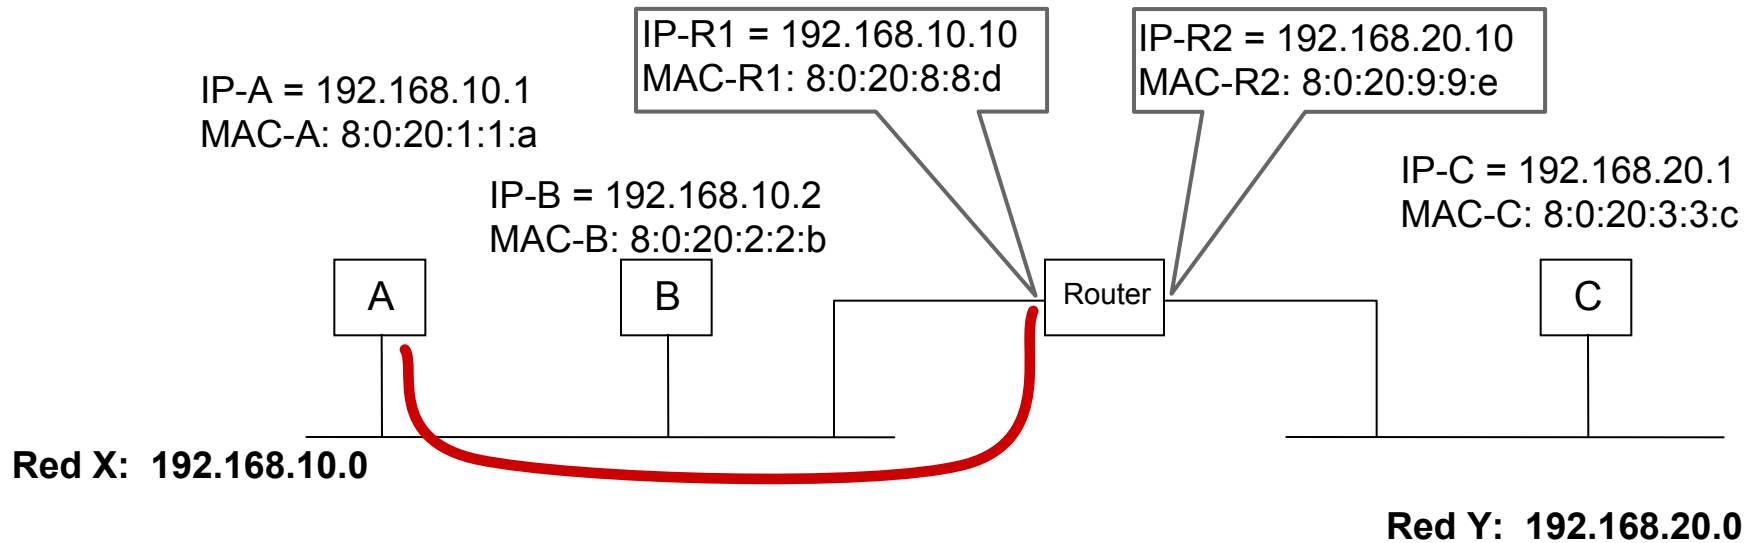 IP-R1 = 192.168.10.10
MAC-R1: 8:0:20:8:8:d
IP-R2 = 192.168.20.10
MAC-R2: 8:0:20:9:9:e
IP-A = 192.168.10.1
MAC-A: 8:0:20:1:1:a
IP-B = 192.168.10.2
MAC-B: 8:0:20:2:2:b
IP-C = 192.168.20.1
MAC-C: 8:0:20:3:3:c
A
B
Router
C
Red X: 192.168.10.0
Red Y: 192.168.20.0